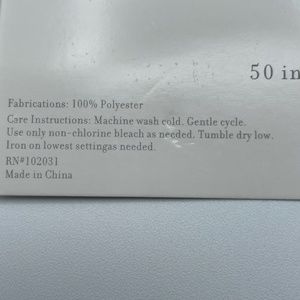 50 in
Fabrications: 100% Polyester
Care Instructions: Machine wash cold. Gentle cycle.
Use only non-chlorine bleach as needed. Tumble dry low.
Iron on lowest settingas needed.
RN#102031
Made in China